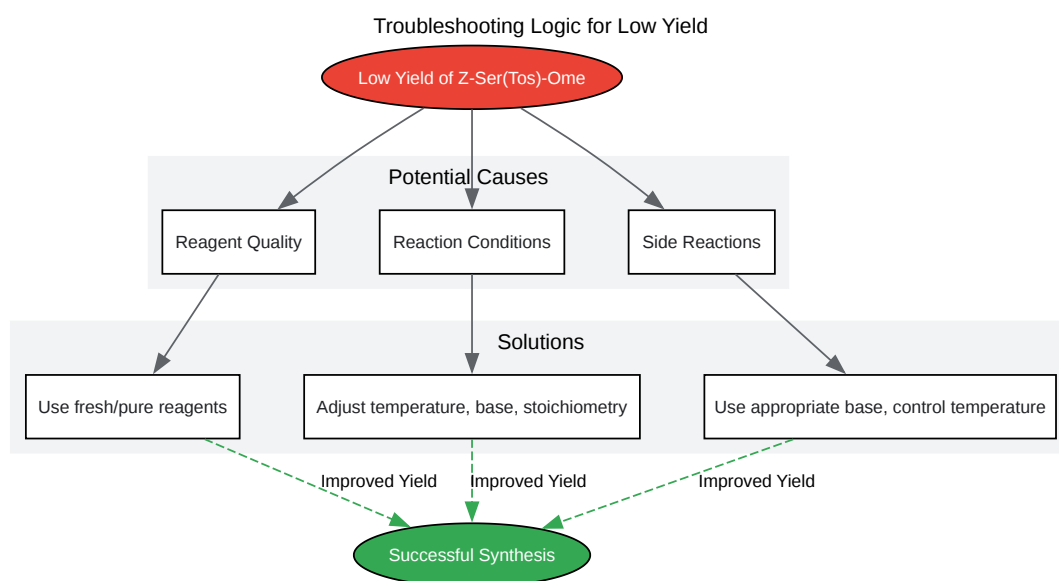 Troubleshooting Logic for Low Yield
Low Yield of Z-Ser(Tos)-Ome
Potential Causes
Reagent Quality
Reaction Conditions
Side Reactions
Solutions
Use fresh/pure reagents
Adjust temperature, base, stoichiometry
Use appropriate base, control temperature
Improved Yield
Improved Yield
Improved Yield
Successful Synthesis